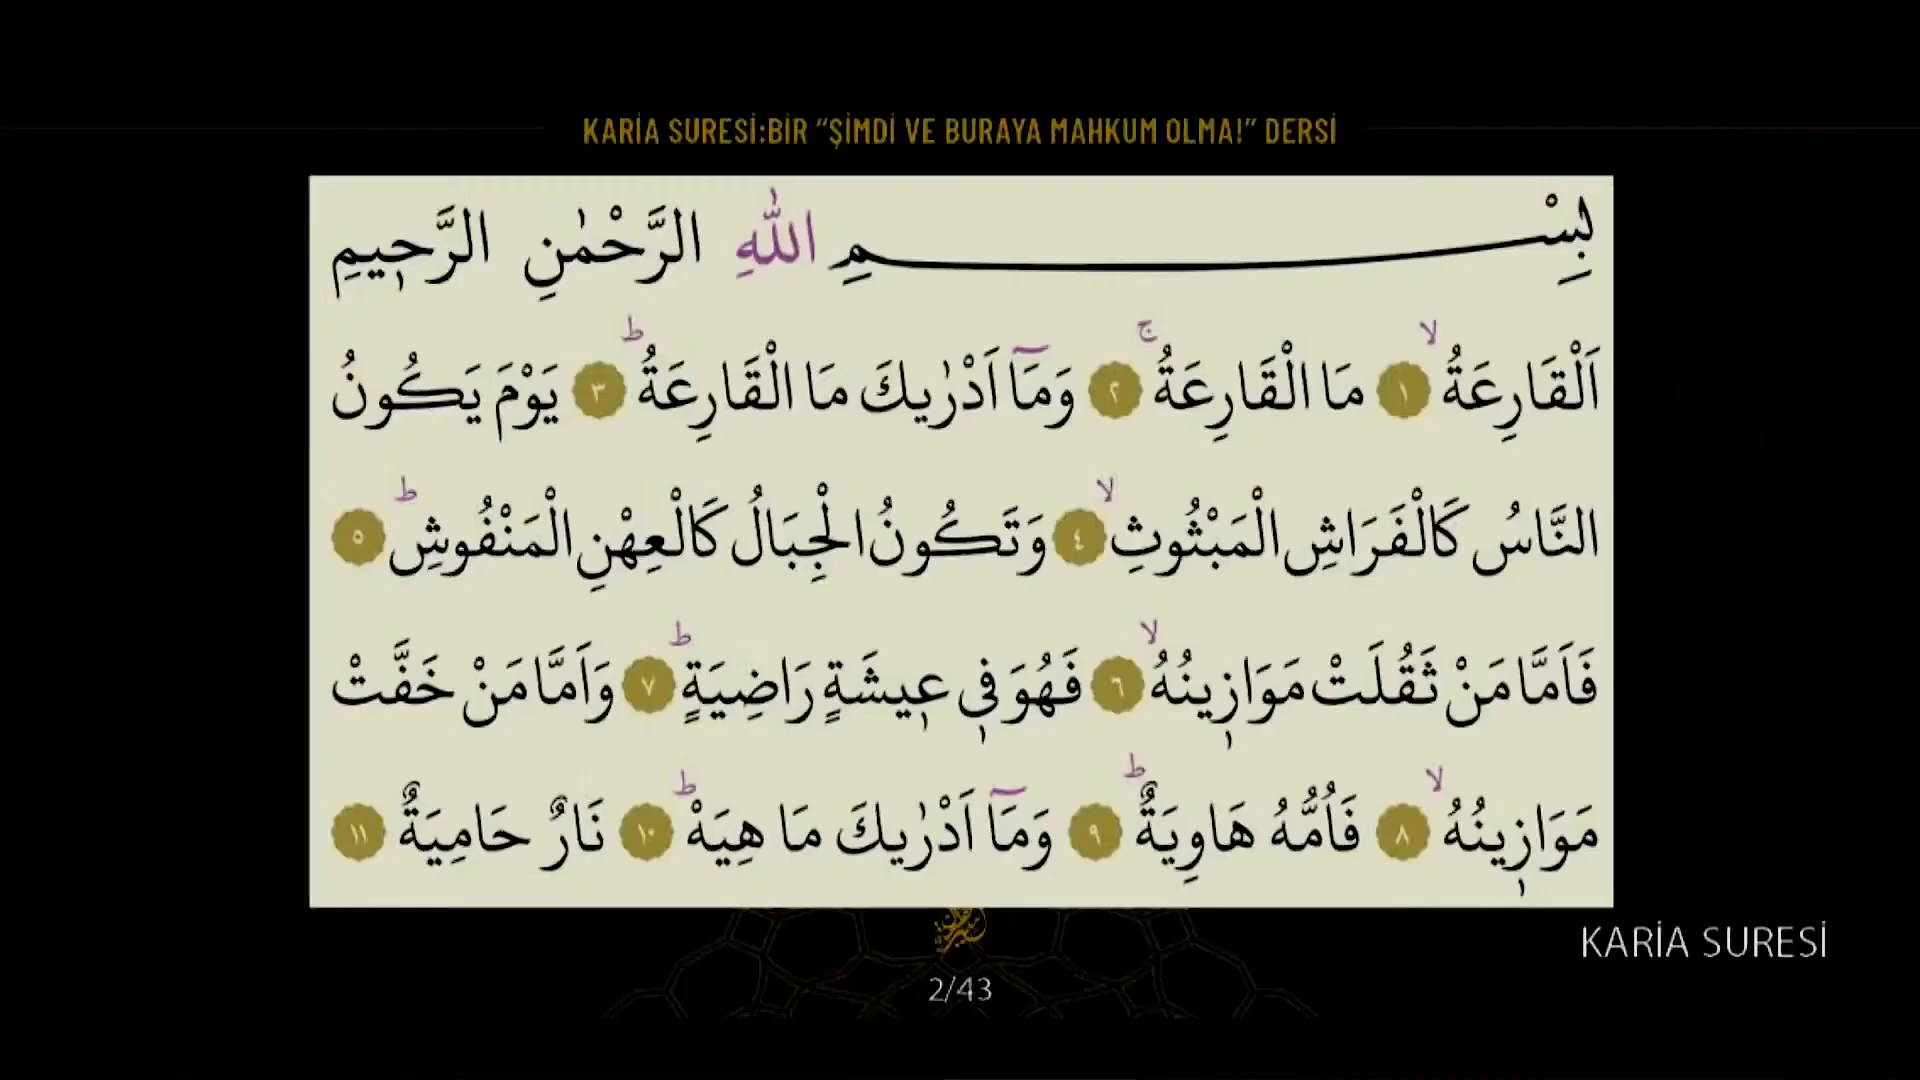 KARİA SURESİ:BİR “ŞİMDİ VE BURAYA MAHKUM OLMA!” DERSİ
بِسْمِ اللّٰهِ الرَّحْمٰنِ الرَّح۪يمِ
اَلْقَارِعَةُۙ ﴿١﴾ مَا الْقَارِعَةُۚ ﴿٢﴾ وَمَٓا اَدْرٰيكَ مَا الْقَارِعَةُۜ ﴿٣﴾ يَوْمَ يَكُونُ
النَّاسُ كَالْفَرَاشِ الْمَبْثُوثِۙ ﴿٤﴾ وَتَكُونُ الْجِبَالُ كَالْعِهْنِ الْمَنْفُوشِۜ ﴿٥﴾
فَاَمَّا مَنْ ثَقُلَتْ مَوَاز۪ينُهُۙ ﴿٦﴾ فَهُوَ ف۪ي ع۪يشَةٍ رَاضِيَةٍۜ ﴿٧﴾ وَاَمَّا مَنْ خَفَّتْ
مَوَاز۪ينُهُۙ ﴿٨﴾ فَاُمُّهُ هَاوِيَةٌۜ ﴿٩﴾ وَمَٓا اَدْرٰيكَ مَا هِيَهْۜ ﴿١٠﴾ نَارٌ حَامِيَةٌ ﴿١١﴾
KARİA SURESİ
2/43